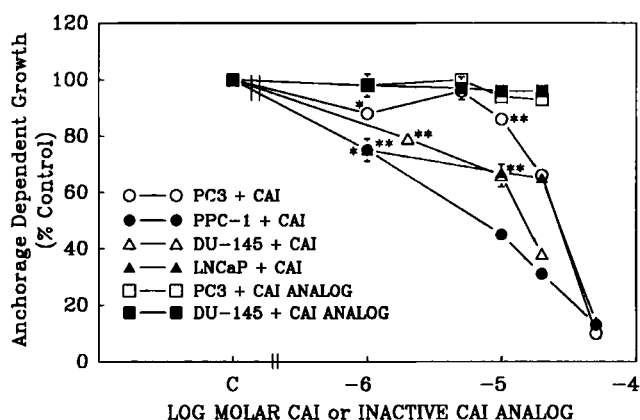 120
100
80
60
40
20
0
Anchorage Dependent Growth
(% Control)
*
**
**
* **
**
PC3 + CAI
PPC-1 + CAI
DU-145 + CAI
LNCaP + CAI
PC3 + CAI ANALOG
DU-145 + CAI ANALOG
C -6 -5 -4
LOG MOLAR CAI or INACTIVE CAI ANALOG